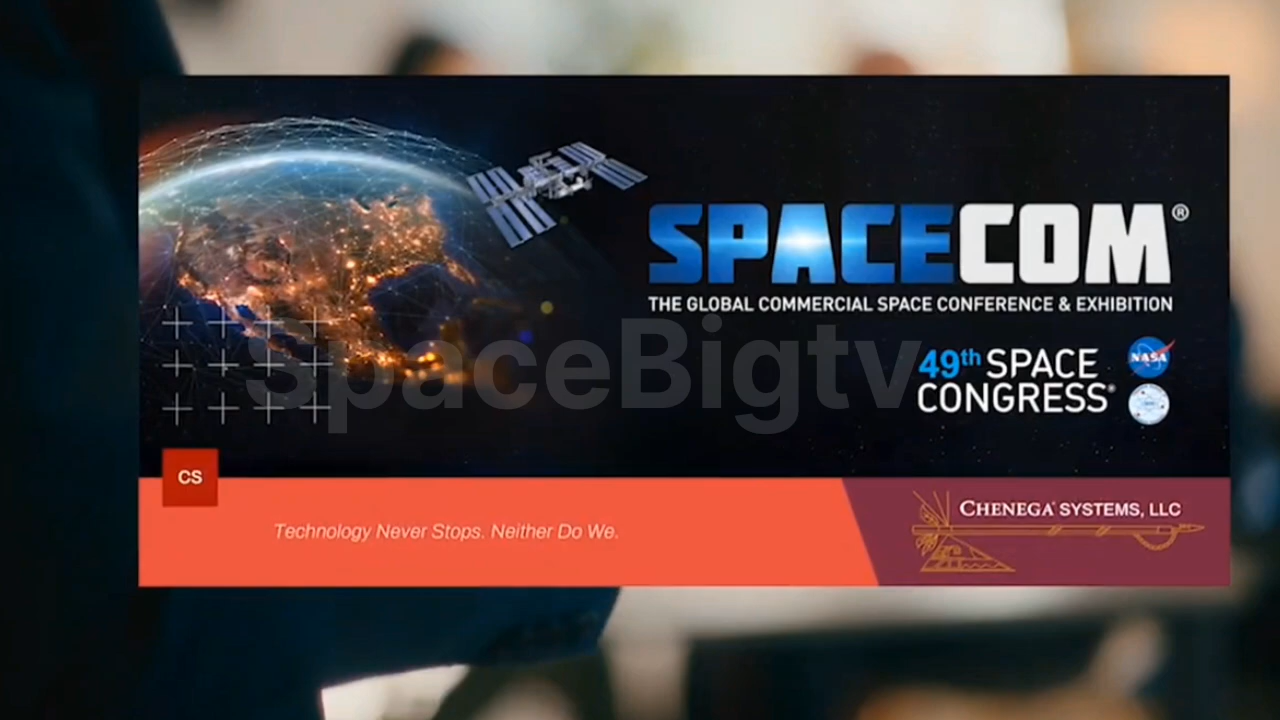 SPACECOM®
THE GLOBAL COMMERCIAL SPACE CONFERENCE & EXHIBITION
SpaceBigtv
49th SPACE
CONGRESS®
NASA
CS
Technology Never Stops. Neither Do We.
CHENEGA® SYSTEMS, LLC